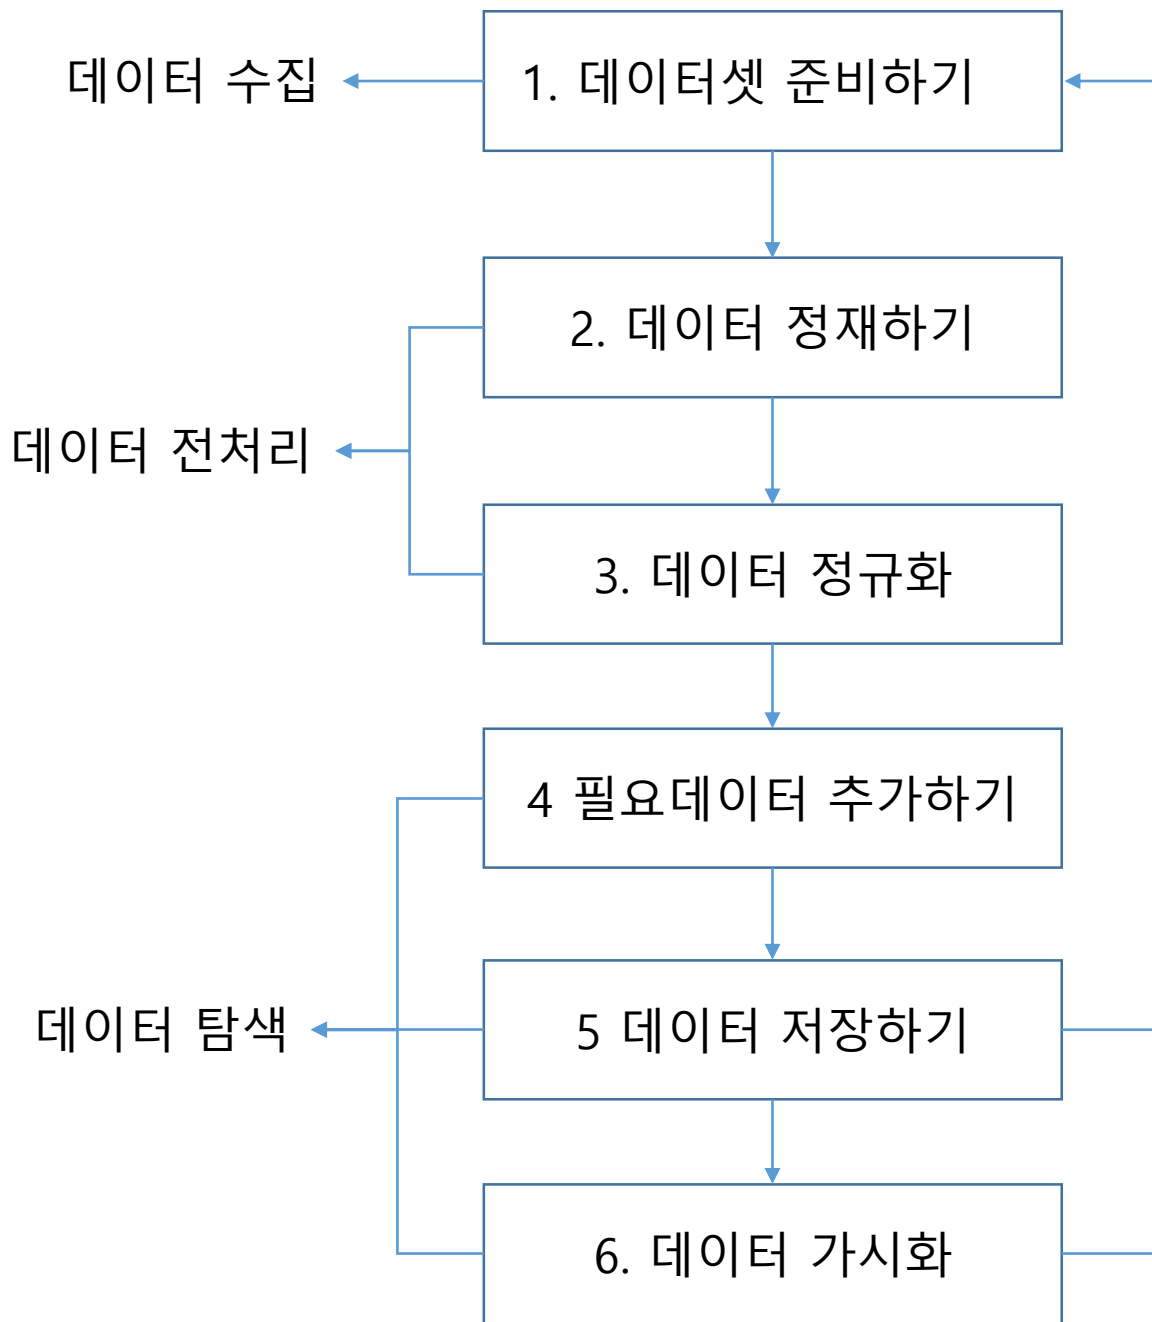 데이터 수집
1. 데이터셋 준비하기
2. 데이터 정재하기
데이터 전처리
3. 데이터 정규화
4 필요데이터 추가하기
데이터 탐색
5 데이터 저장하기
6. 데이터 가시화